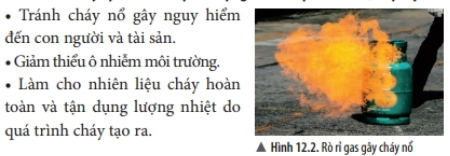 • Tránh cháy nổ gây nguy hiểm
đến con người và tài sản.
• Giảm thiểu ô nhiễm môi trường.
• Làm cho nhiên liệu cháy hoàn
toàn và tận dụng lượng nhiệt do
quá trình cháy tạo ra.
▲ Hình 12.2. Rò rỉ gas gây cháy nổ